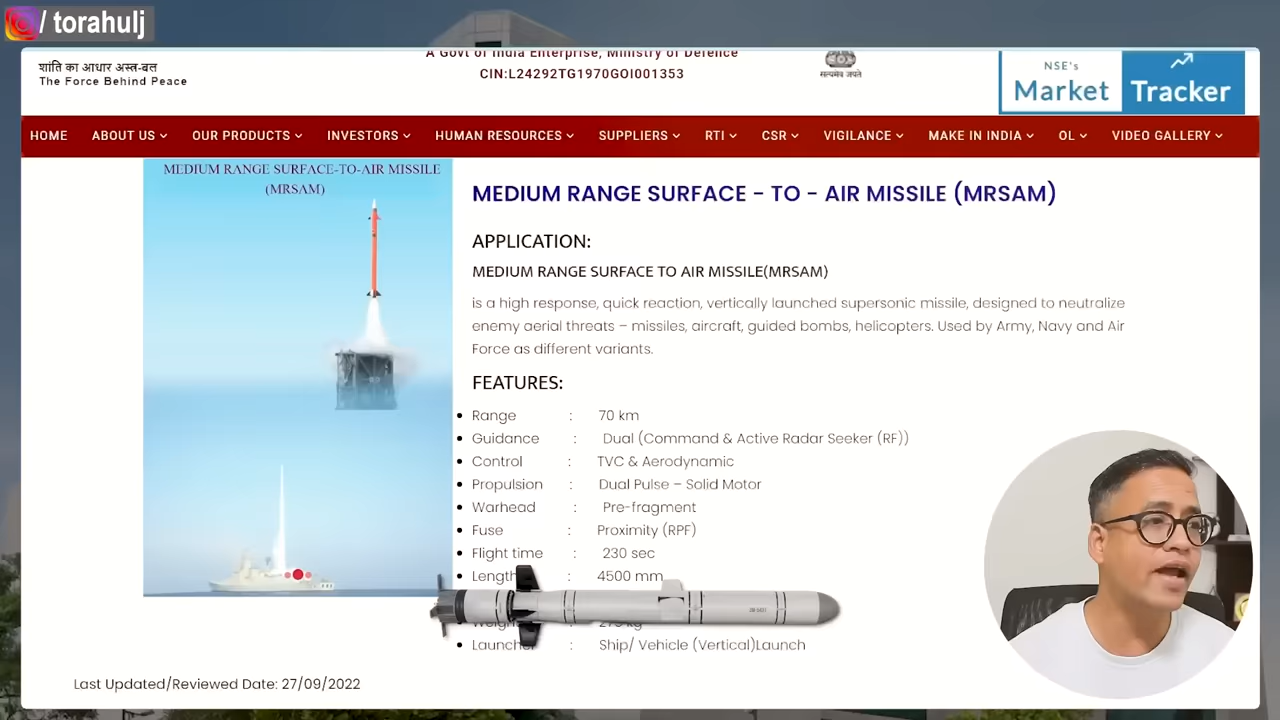 / torahulj
शांति का आधार अस्त्र-बल
The Force Behind Peace
A Govt of India Enterprise, Ministry of Defence
CIN:L24292TG1970GOI001353
सत्यमेव जयते
NSE's
Market Tracker
HOME ABOUT US OUR PRODUCTS INVESTORS HUMAN RESOURCES SUPPLIERS RTI CSR VIGILANCE MAKE IN INDIA OL VIDEO GALLERY
MEDIUM RANGE SURFACE-TO-AIR MISSILE
(MRSAM)
MEDIUM RANGE SURFACE - TO - AIR MISSILE (MRSAM)
APPLICATION:
MEDIUM RANGE SURFACE TO AIR MISSILE(MRSAM)
is a high response, quick reaction, vertically launched supersonic missile, designed to neutralize
enemy aerial threats – missiles, aircraft, guided bombs, helicopters. Used by Army, Navy and Air
Force as different variants.
FEATURES:
Range : 70 km
Guidance : Dual (Command & Active Radar Seeker (RF))
Control : TVC & Aerodynamic
Propulsion : Dual Pulse – Solid Motor
Warhead : Pre-fragment
Fuse : Proximity (RPF)
Flight time : 230 sec
Length : 4500 mm
Launcher : Ship/ Vehicle (Vertical)Launch
Last Updated/Reviewed Date: 27/09/2022